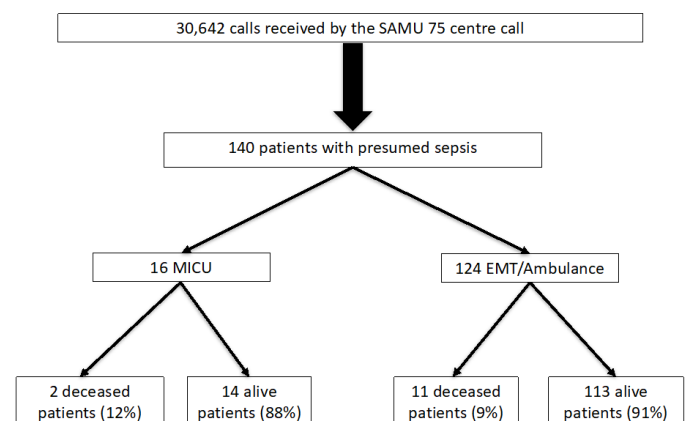 30,642 calls received by the SAMU 75 centre call
140 patients with presumed sepsis
16 MICU
124 EMT/Ambulance
2 deceased
patients (12%)
14 alive
patients (88%)
11 deceased
patients (9%)
113 alive
patients (91%)